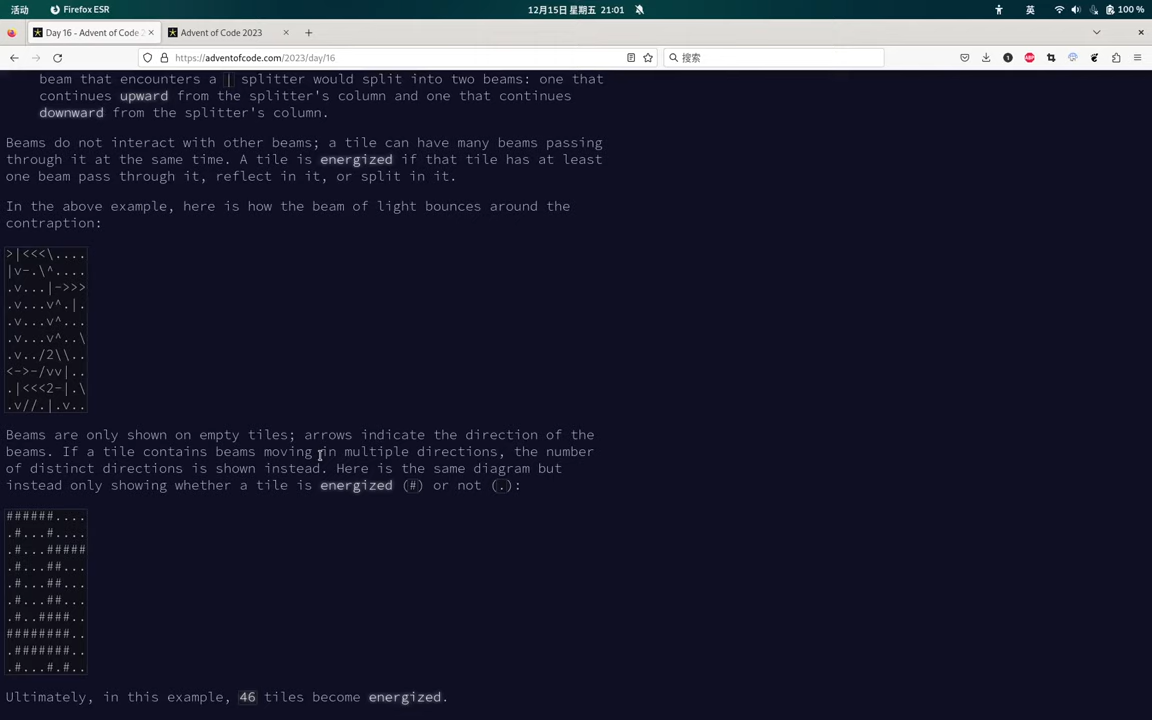 活动 Firefox ESR 12月15日 星期五 21:01 英 100 %
Day 16 - Advent of Code 2 × Advent of Code 2023 ×
https://adventofcode.com/2023/day/16 搜索
beam that encounters a | splitter would split into two beams: one that
continues upward from the splitter's column and one that continues
downward from the splitter's column.
Beams do not interact with other beams; a tile can have many beams passing
through it at the same time. A tile is energized if that tile has at least
one beam pass through it, reflect in it, or split in it.
In the above example, here is how the beam of light bounces around the
contraption:
>|<<<\....
|v-.\^....
.v...|->>>
.v...v^.|.
.v...v^...
.v...v^..\
.v../2\\..
<->-/vv|..
.|<<<2-|.\
.v//.|.v..
Beams are only shown on empty tiles; arrows indicate the direction of the
beams. If a tile contains beams moving in multiple directions, the number
of distinct directions is shown instead. Here is the same diagram but
instead only showing whether a tile is energized (#) or not (.):
######....
.#...#....
.#...#####
.#...##...
.#...##...
.#...##...
.#..####..
########..
.#######..
.#...#.#..
Ultimately, in this example, 46 tiles become energized.